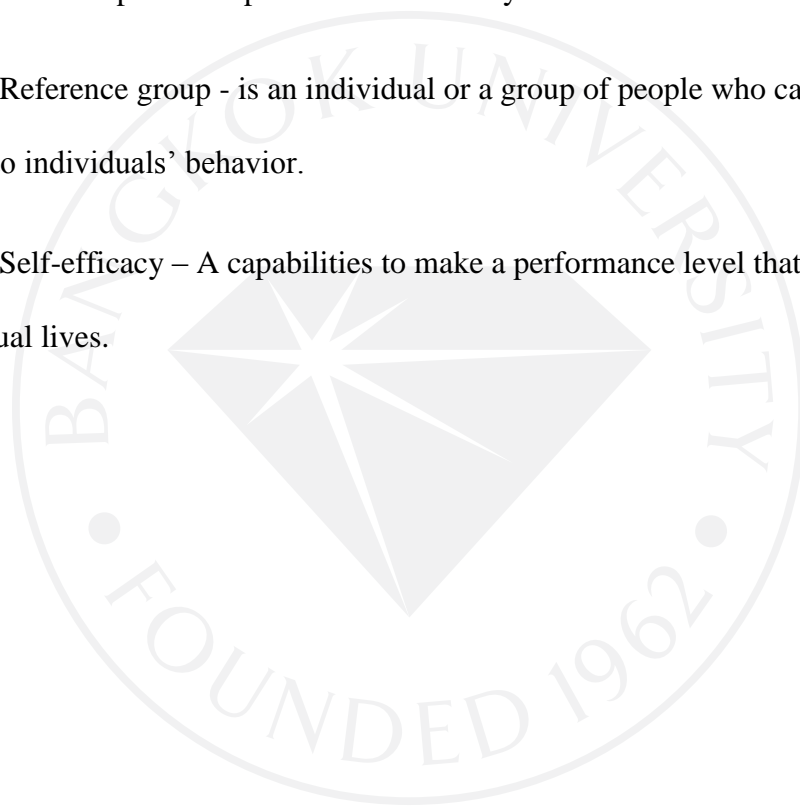 Reference group - is an individual or a group of people who ca
o individuals’ behavior.
Self-efficacy – A capabilities to make a performance level that
ual lives.
BANGKOK UNIVERSITY
• FOUNDED 1962 •